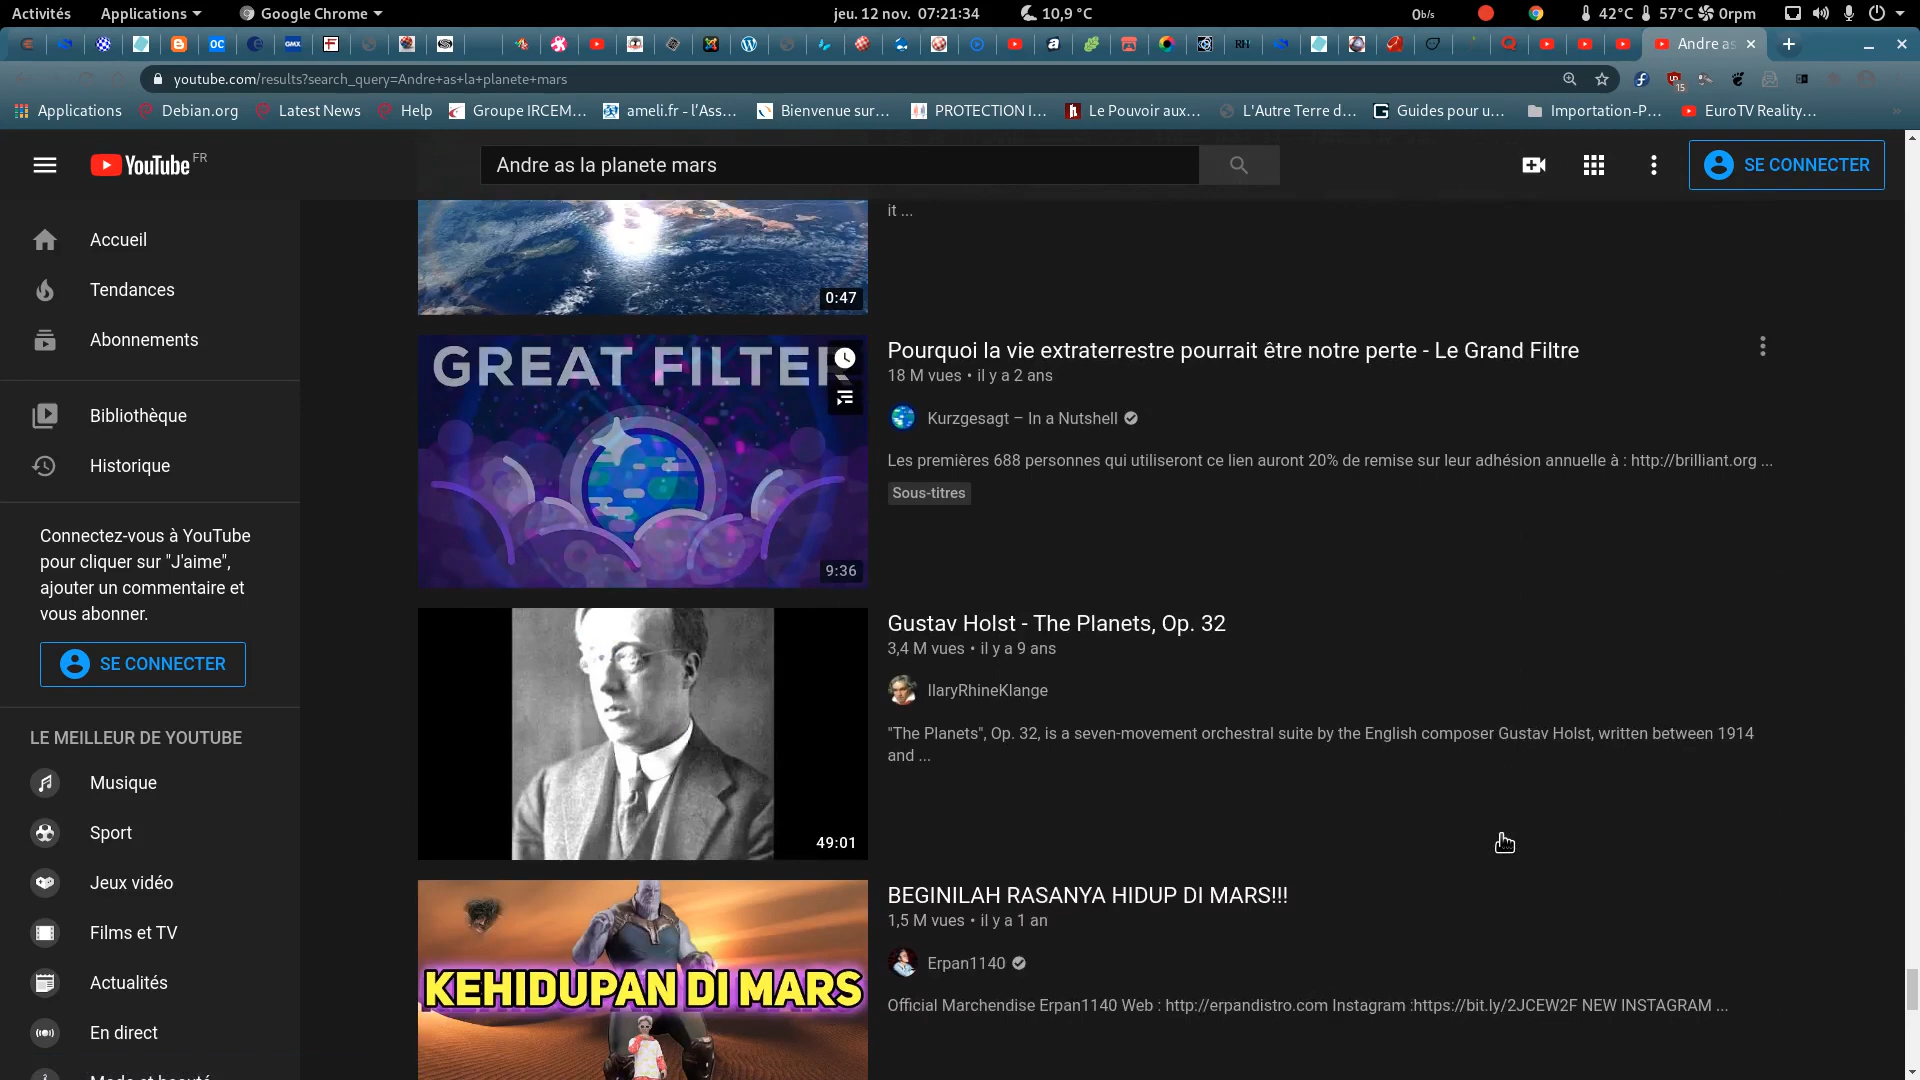 Activités Applications Google Chrome jeu. 12 nov. 07:21:34 10,9 °C 0b/s 42°C 57°C 0rpm
Andre as
youtube.com/results?search_query=Andre+as+la+planete+mars
15
Applications Debian.org Latest News Help Groupe IRCEM... ameli.fr - l'Ass... Bienvenue sur... PROTECTION I... Le Pouvoir aux... L'Autre Terre d... Guides pour u... Importation-P... EuroTV Reality...
YouTube FR Andre as la planete mars SE CONNECTER
it ...
0:47
Accueil
Tendances
Abonnements
Bibliothèque
Historique
Connectez-vous à YouTube
pour cliquer sur "J'aime",
ajouter un commentaire et
vous abonner.
SE CONNECTER
LE MEILLEUR DE YOUTUBE
Musique
Sport
Jeux vidéo
Films et TV
Actualités
En direct
Mode et beauté
GREAT FILTER
9:36
Pourquoi la vie extraterrestre pourrait être notre perte - Le Grand Filtre
18 M vues • il y a 2 ans
Kurzgesagt – In a Nutshell
Les premières 688 personnes qui utiliseront ce lien auront 20% de remise sur leur adhésion annuelle à : http://brilliant.org ...
Sous-titres
49:01
Gustav Holst - The Planets, Op. 32
3,4 M vues • il y a 9 ans
IlaryRhineKlange
"The Planets", Op. 32, is a seven-movement orchestral suite by the English composer Gustav Holst, written between 1914
and ...
KEHIDUPAN DI MARS
BEGINILAH RASANYA HIDUP DI MARS!!!
1,5 M vues • il y a 1 an
Erpan1140
Official Marchendise Erpan1140 Web : http://erpandistro.com Instagram :https://bit.ly/2JCEW2F NEW INSTAGRAM ...